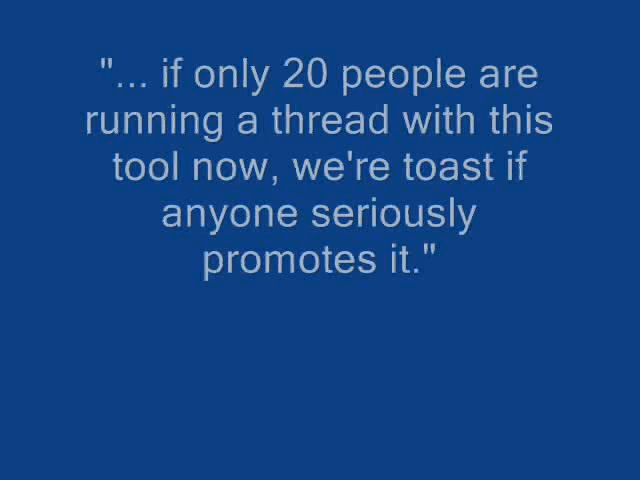 "... if only 20 people are
running a thread with this
tool now, we're toast if
anyone seriously
promotes it."